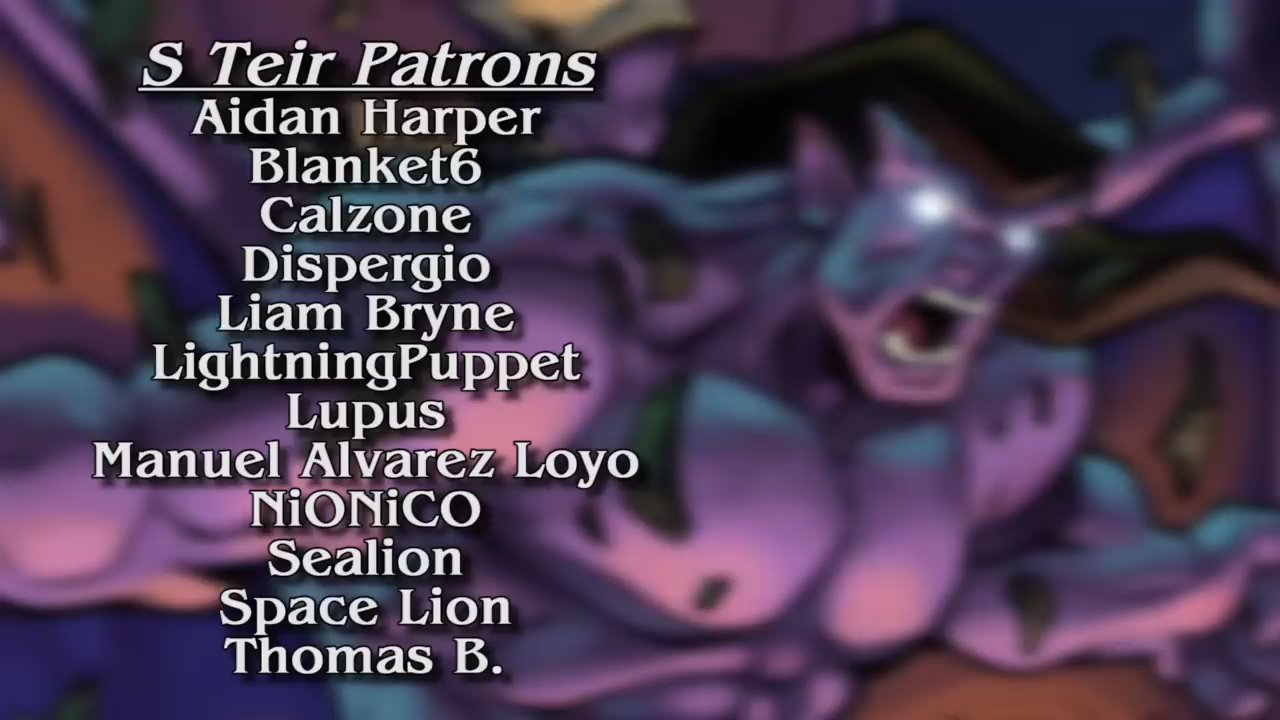 S Teir Patrons
Aidan Harper
Blanket6
Calzone
Dispergio
Liam Bryne
LightningPuppet
Lupus
Manuel Alvarez Loyo
NiONiCO
Sealion
Space Lion
Thomas B.